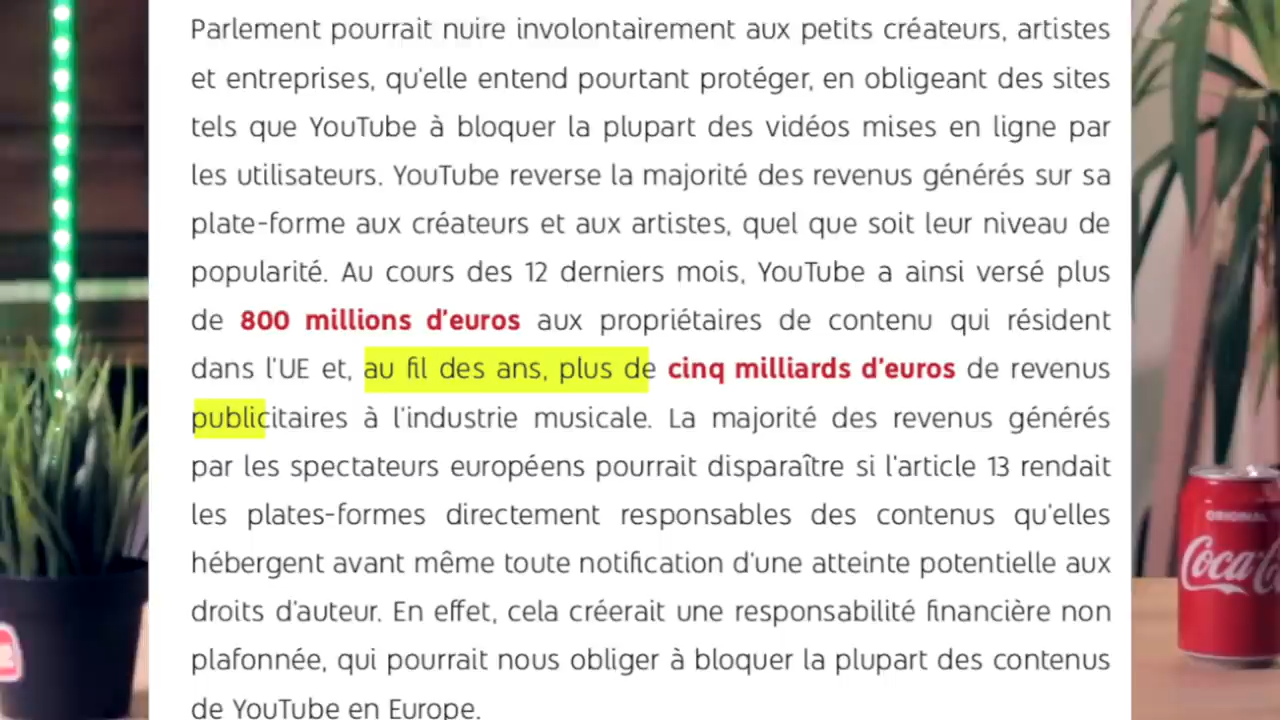 Parlement pourrait nuire involontairement aux petits créateurs, artistes
et entreprises, qu'elle entend pourtant protéger, en obligeant des sites
tels que YouTube à bloquer la plupart des vidéos mises en ligne par
les utilisateurs. YouTube reverse la majorité des revenus générés sur sa
plate-forme aux créateurs et aux artistes, quel que soit leur niveau de
popularité. Au cours des 12 derniers mois, YouTube a ainsi versé plus
de 800 millions d'euros aux propriétaires de contenu qui résident
dans l'UE et, au fil des ans, plus de cinq milliards d'euros de revenus
publicitaires à l'industrie musicale. La majorité des revenus générés
par les spectateurs européens pourrait disparaître si l'article 13 rendait
les plates-formes directement responsables des contenus qu'elles
hébergent avant même toute notification d'une atteinte potentielle aux
droits d'auteur. En effet, cela créerait une responsabilité financière non
plafonnée, qui pourrait nous obliger à bloquer la plupart des contenus
de YouTube en Europe.
ORIGINAL
Coca-C